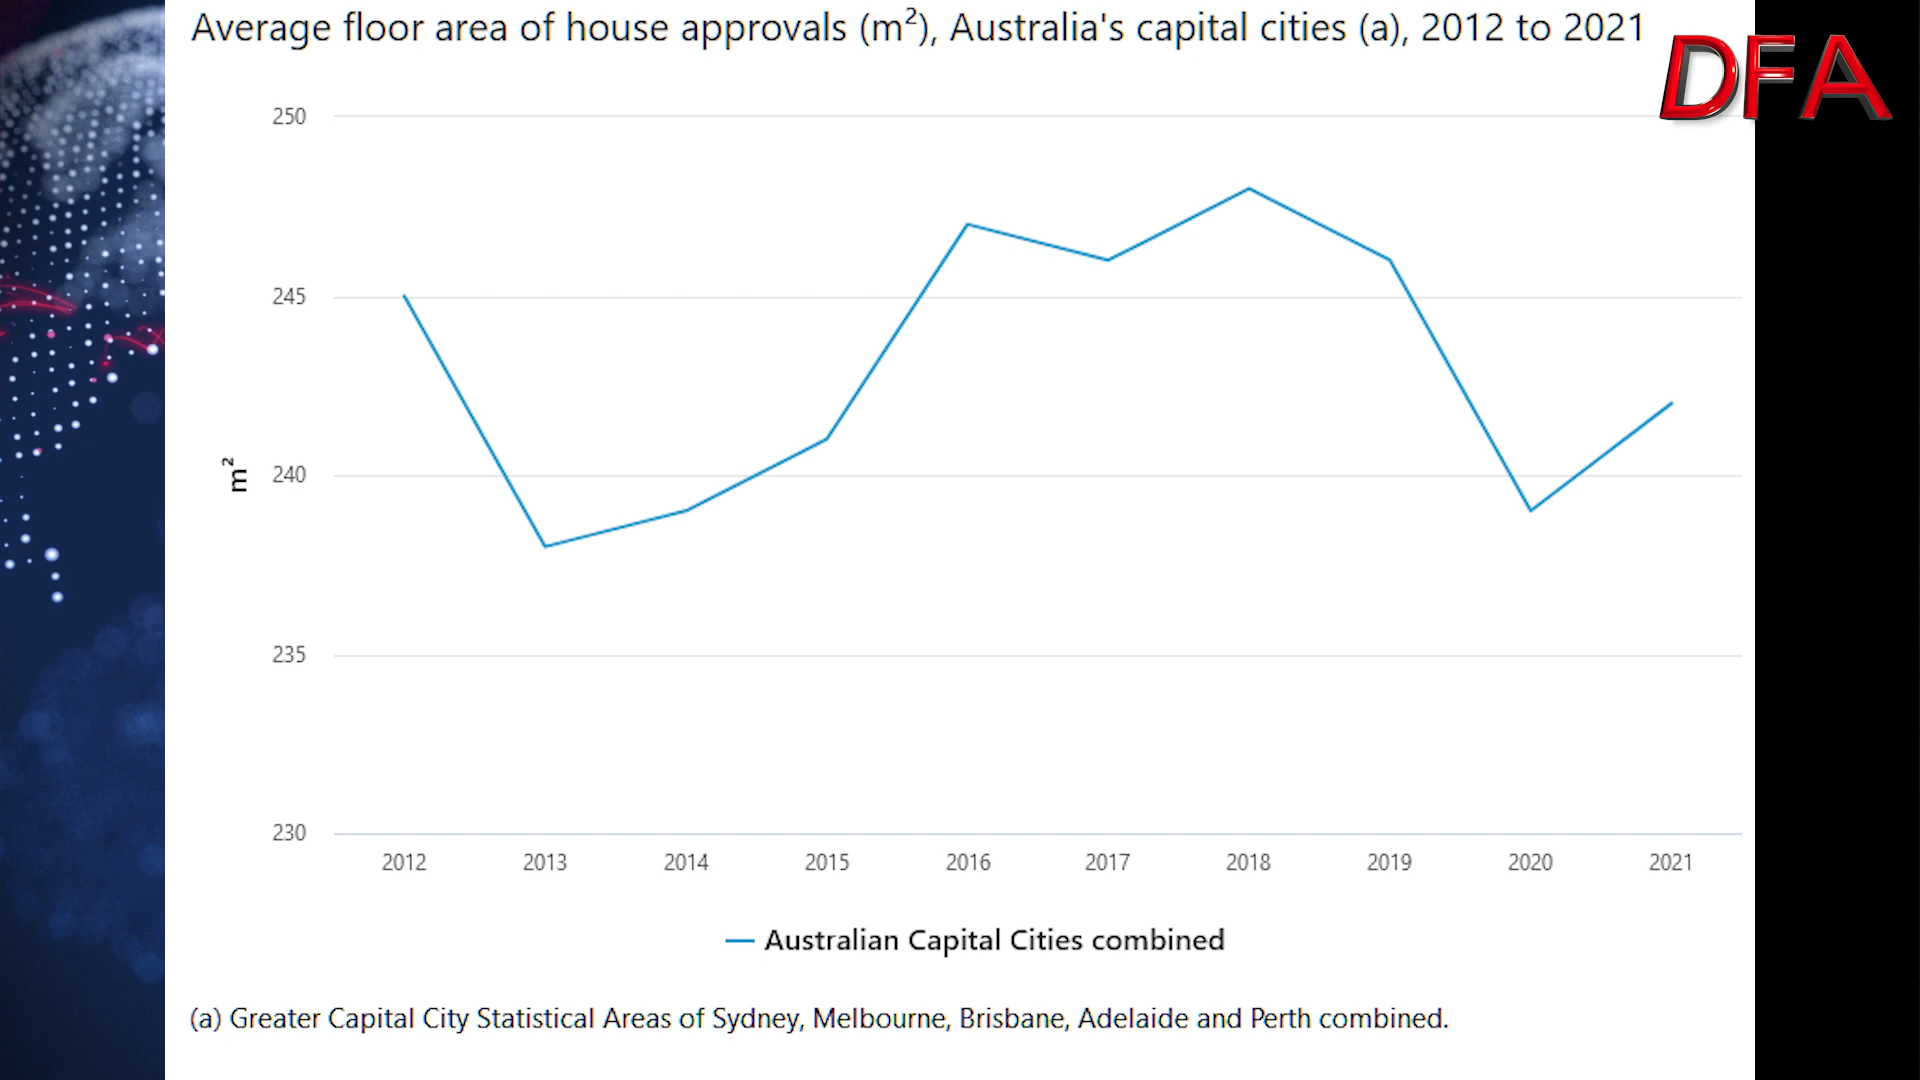 Average floor area of house approvals (m²), Australia's capital cities (a), 2012 to 2021
DFA
250
245
240
235
230
m²
2012 2013 2014 2015 2016 2017 2018 2019 2020 2021
Australian Capital Cities combined
(a) Greater Capital City Statistical Areas of Sydney, Melbourne, Brisbane, Adelaide and Perth combined.